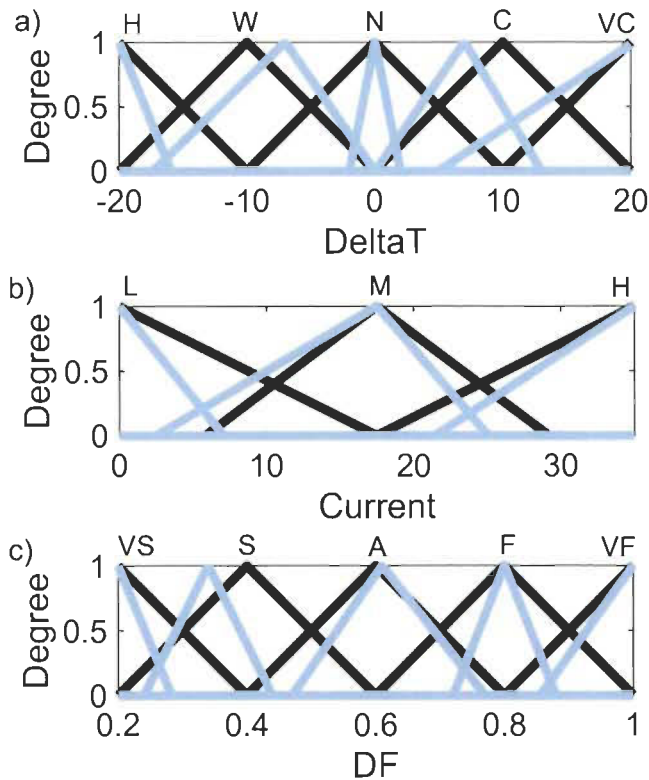 a) H W N C VC
1
0.5
0
Degree
-20 -10 0 10 20
DeltaT
b) L M H
1
0.5
0
Degree
0 10 20 30
Current
c) VS S A F VF
1
0.5
0
Degree
0.2 0.4 0.6 0.8 1
DF